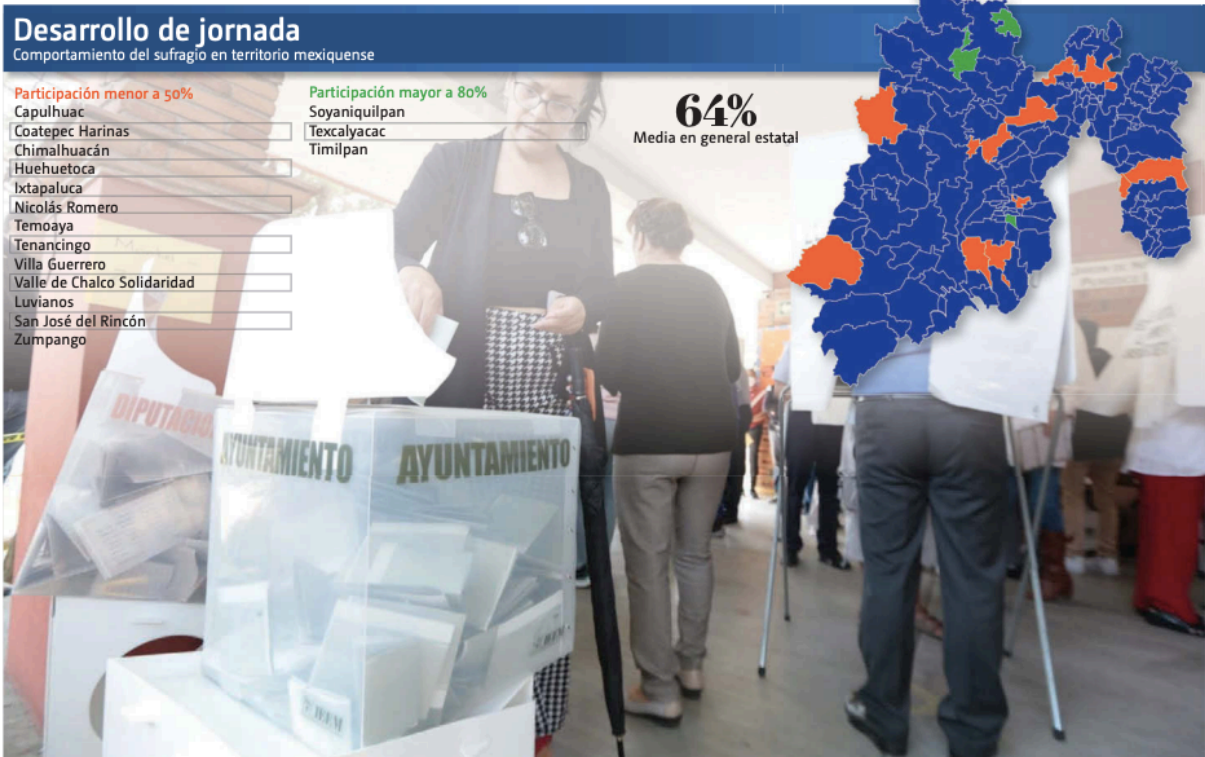 Desarrollo de jornada
Comportamiento del sufragio en territorio mexiquense
Participación menor a 50%
Capulhuac
Coatepec Harinas
Chimalhuacán
Huehuetoca
Ixtapaluca
Nicolás Romero
Temoaya
Tenancingo
Villa Guerrero
Valle de Chalco Solidaridad
Luvianos
San José del Rincón
Zumpango
Participación mayor a 80%
Soyaniquilpan
Texcalyacac
Timilpan
64%
Media en general estatal
AYUNTAMIENTO
AYUNTAMIENTO
IEEM